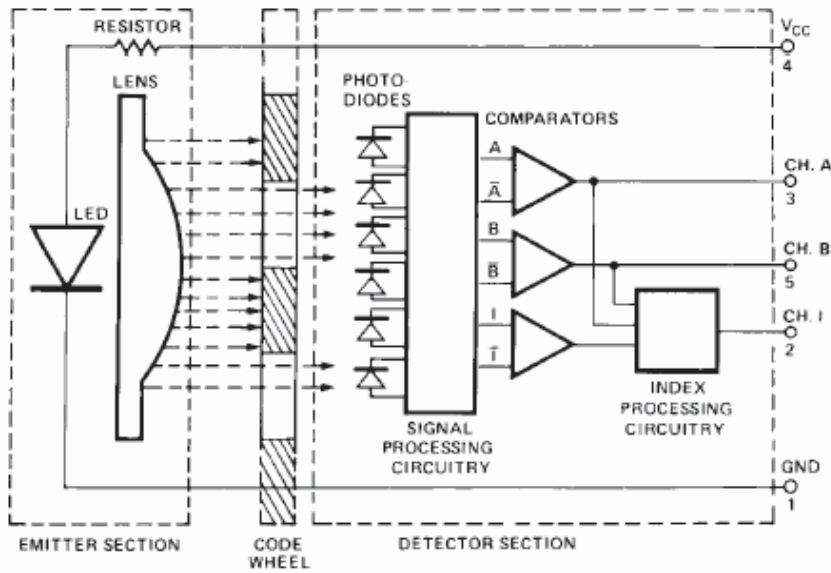 RESISTOR
LENS
LED
EMITTER SECTION
CODE
WHEEL
PHOTO-
DIODES
SIGNAL
PROCESSING
CIRCUITRY
COMPARATORS
A
A̅
B
B̅
I
I̅
INDEX
PROCESSING
CIRCUITRY
DETECTOR SECTION
VCC
4
CH. A
3
CH. B
5
CH. I
2
GND
1